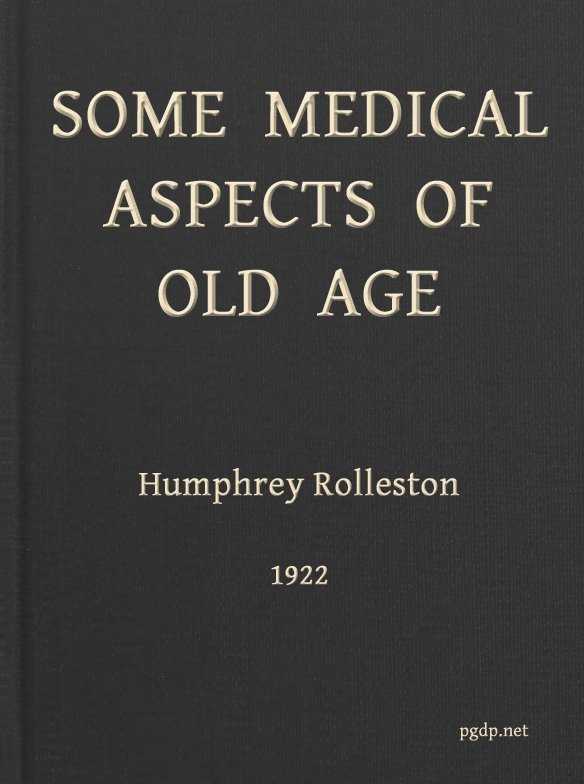 SOME MEDICAL
ASPECTS OF
OLD AGE
Humphrey Rolleston
1922
pgdp.net